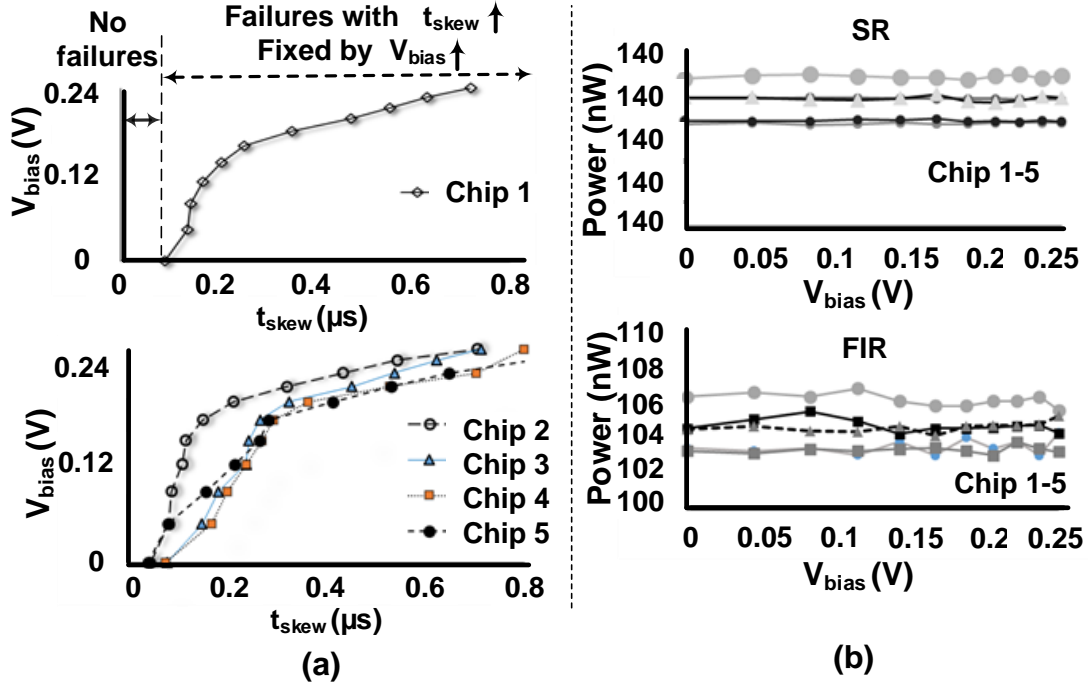 No
failures
Failures with t_skew ↑
Fixed by V_bias ↑
V_bias (V)
0.24
0.12
0
Chip 1
0 0.2 0.4 0.6 0.8
t_skew (µs)
V_bias (V)
0.24
0.12
0
Chip 2
Chip 3
Chip 4
Chip 5
0 0.2 0.4 0.6 0.8
t_skew (µs)
(a)
SR
Power (nW)
140
140
140
140
140
Chip 1-5
0 0.05 0.1 0.15 0.2 0.25
V_bias (V)
FIR
Power (nW)
110
108
106
104
102
100
Chip 1-5
0 0.05 0.1 0.15 0.2 0.25
V_bias (V)
(b)